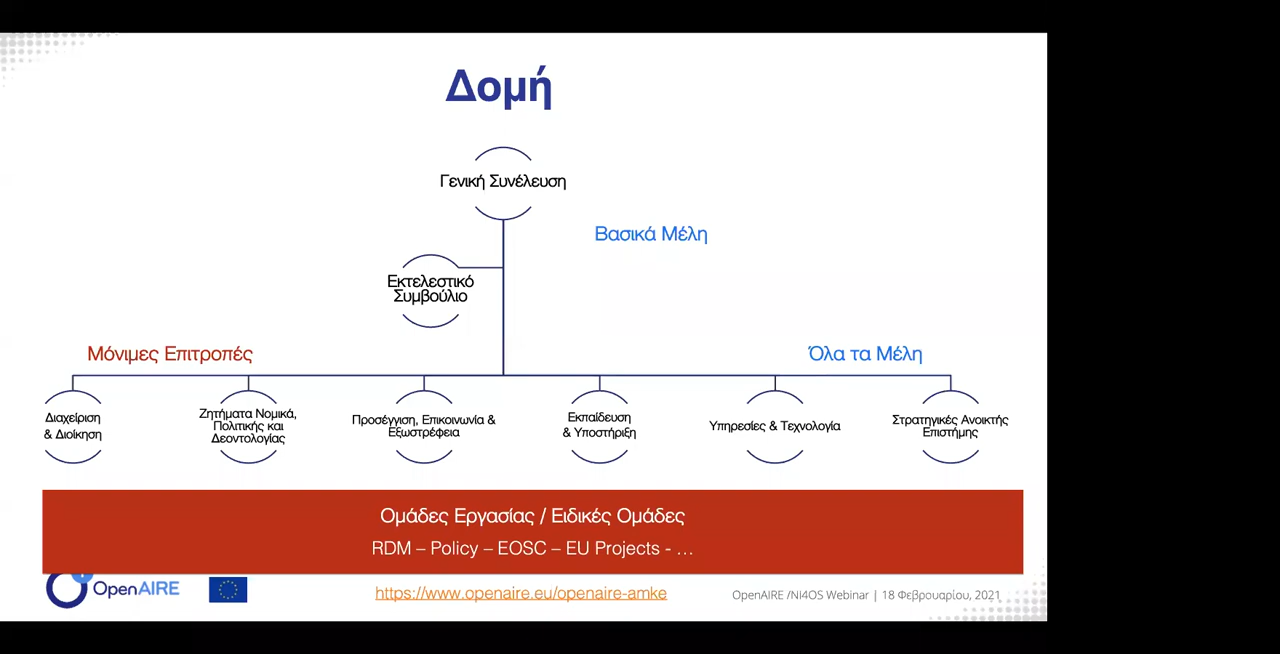 Δομή
Γενική Συνέλευση
Βασικά Μέλη
Εκτελεστικό
Συμβούλιο
Μόνιμες Επιτροπές
Όλα τα Μέλη
Διαχείριση
& Διοίκηση
Ζητήματα Νομικά,
Πολιτικής και
Δεοντολογίας
Προσέγγιση, Επικοινωνία &
Εξωστρέφεια
Εκπαίδευση
& Υποστήριξη
Υπηρεσίες & Τεχνολογία
Στρατηγικές Ανοικτής
Επιστήμης
Ομάδες Εργασίας / Ειδικές Ομάδες
RDM – Policy – EOSC – EU Projects - …
OpenAIRE
https://www.openaire.eu/openaire-amke
OpenAIRE /NI4OS Webinar | 18 Φεβρουαρίου, 2021